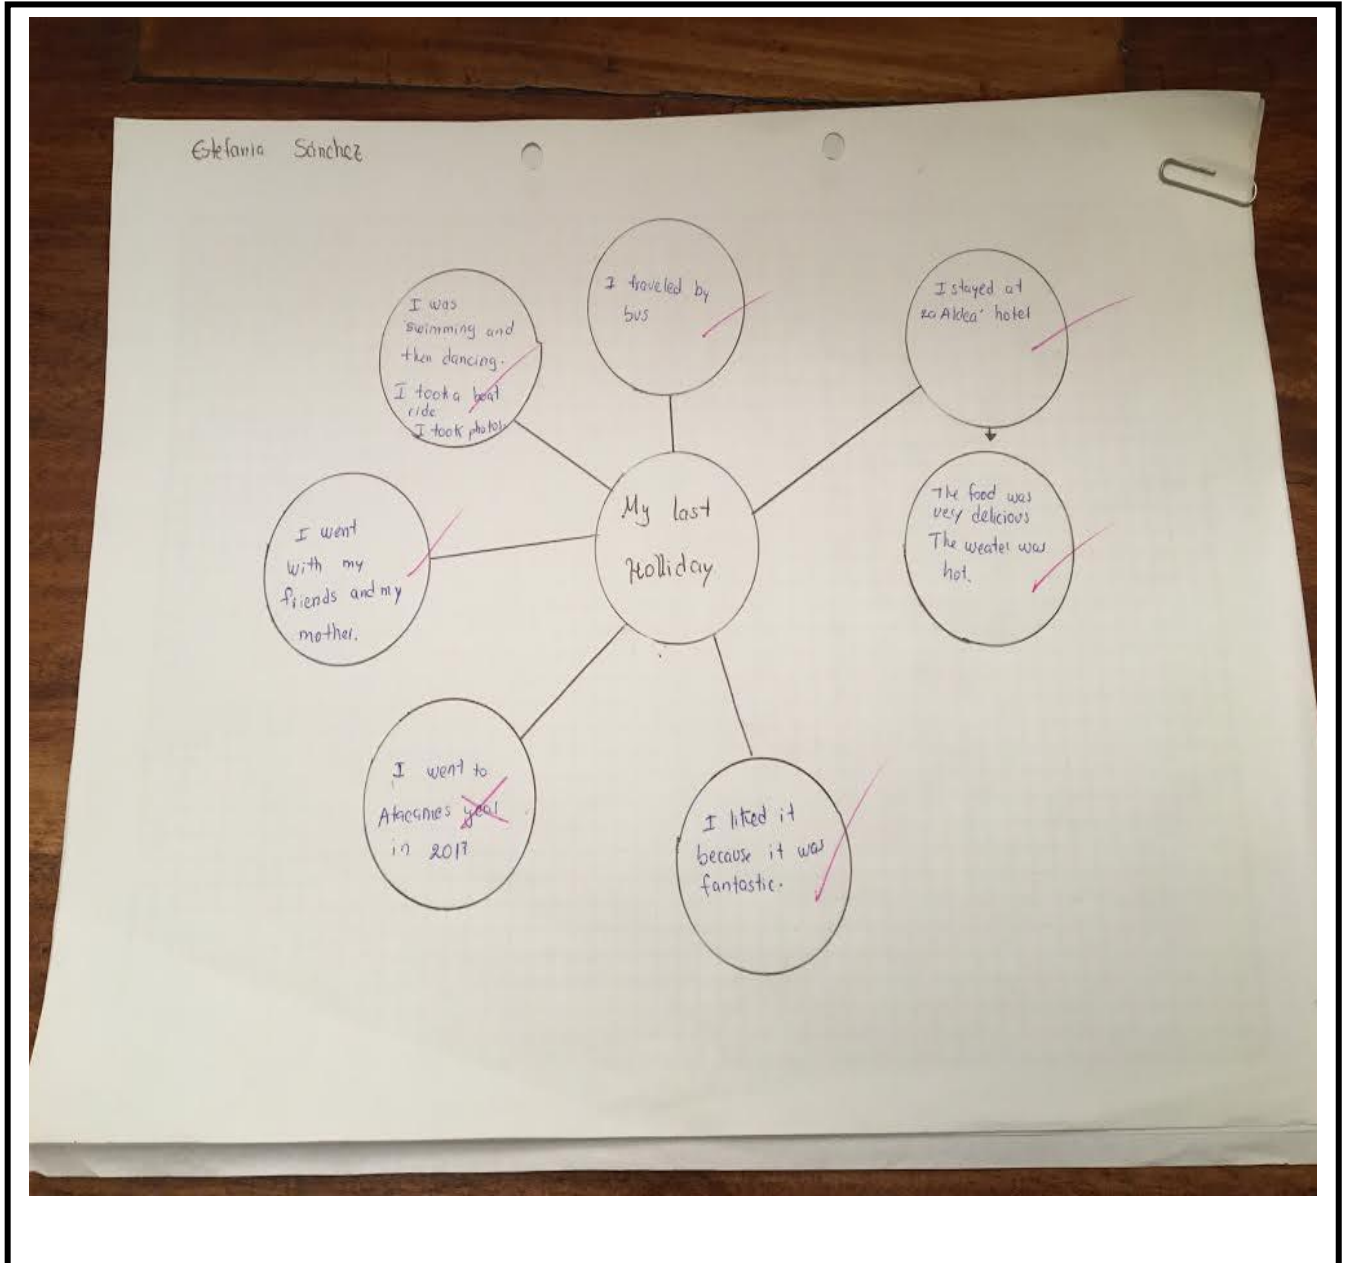 Estefania Sánchez
I traveled by
bus
I stayed at
La Aldea' hotel
I was
swimming and
then dancing.
I took a boat
ride
I took photos.
My last
Holliday
The food was
very delicious
The weater was
hot.
I went
with my
friends and my
mother.
I went to
Atacames year
in
I liked it
because it was
fantastic.